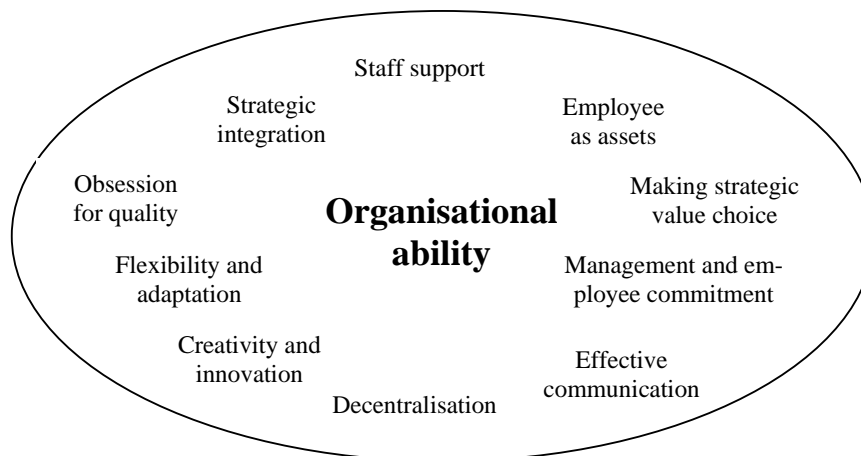 Staff support
Strategic
integration
Employee
as assets
Obsession
for quality
Making strategic
value choice
Organisational
ability
Flexibility and
adaptation
Management and em-
ployee commitment
Creativity and
innovation
Effective
communication
Decentralisation